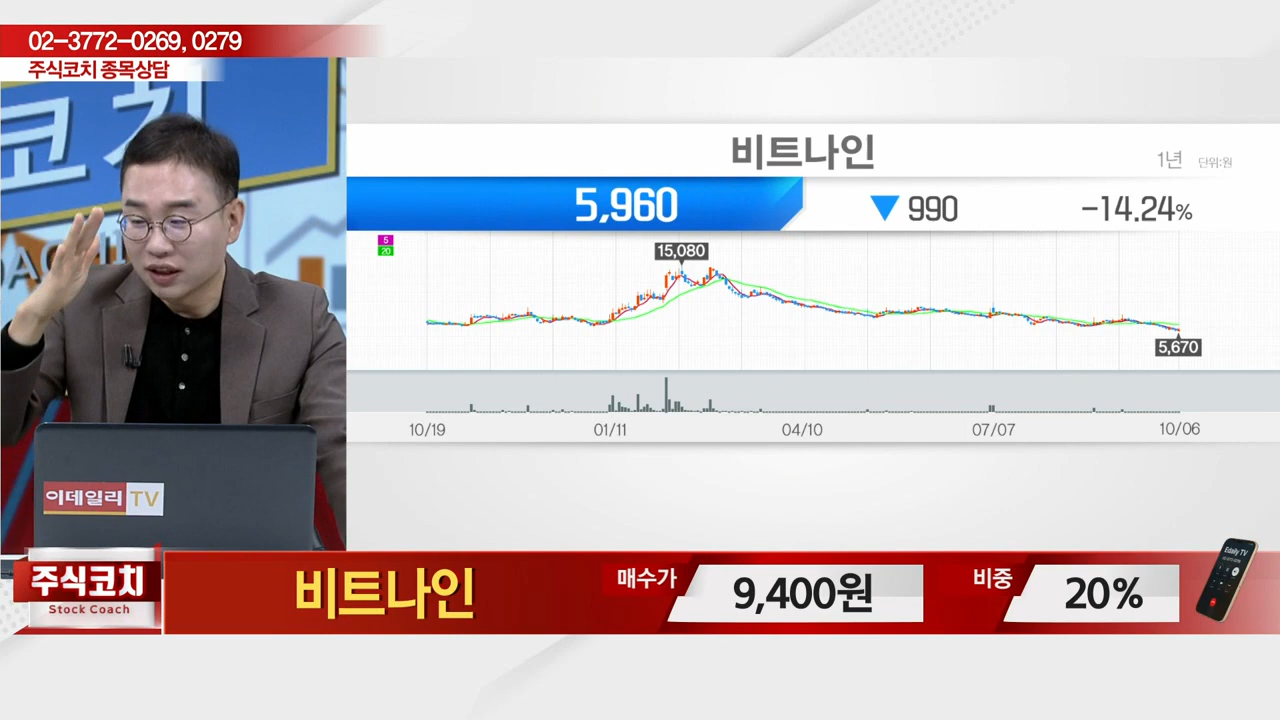 02-3772-0269, 0279
주식코치 종목상담
코치
비트나인
1년 단위:원
5,960 ▼ 990 -14.24%
5
20
15,080
5,670
10/19 01/11 04/10 07/07 10/06
이데일리 TV
주식코치
Stock Coach
비트나인
매수가 9,400원
비중 20%
Edaily TV